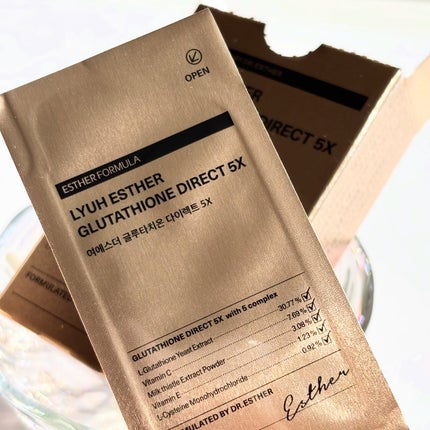 OPEN
ESTHER FORMULA
LYUH ESTHER
GLUTATHIONE DIRECT 5X
여에스더 글루타치온 다이렉트 5X
GLUTATHIONE DIRECT 5X with 5 complex
L-Glutathione Yeast Extract 30.77 %
Vitamin C 7.69 %
Milk thistle Extract Powder 3.08 %
Vitamin E 1.23 %
L-Cysteine Monohydrochloride 0.92 %
FORMULATED BY DR.ESTHER
Esther
DIRECT 5X
FORMULATED